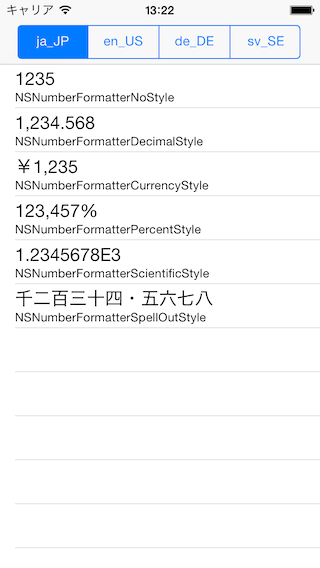 キャリア 13:22
ja_JP en_US de_DE sv_SE
1235
NSNumberFormatterNoStyle
1,234.568
NSNumberFormatterDecimalStyle
￥1,235
NSNumberFormatterCurrencyStyle
123,457%
NSNumberFormatterPercentStyle
1.2345678E3
NSNumberFormatterScientificStyle
千二百三十四・五六七八
NSNumberFormatterSpellOutStyle